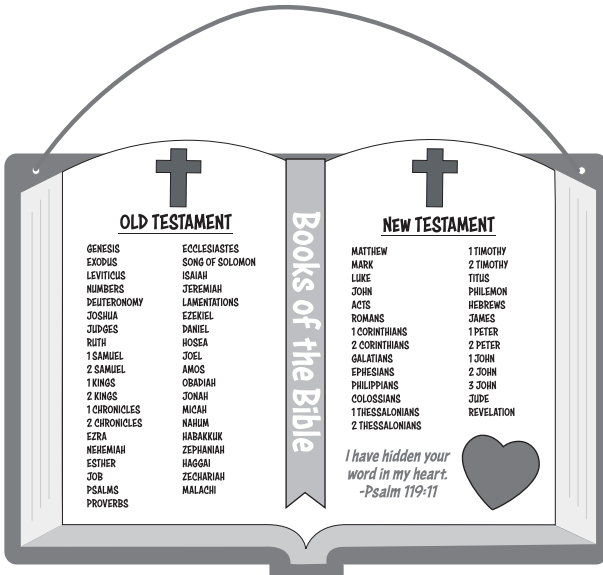 OLD TESTAMENT
GENESIS
EXODUS
LEVITICUS
NUMBERS
DEUTERONOMY
JOSHUA
JUDGES
RUTH
1 SAMUEL
2 SAMUEL
1 KINGS
2 KINGS
1 CHRONICLES
2 CHRONICLES
EZRA
NEHEMIAH
ESTHER
JOB
PSALMS
PROVERBS
ECCLESIASTES
SONG OF SOLOMON
ISAIAH
JEREMIAH
LAMENTATIONS
EZEKIEL
DANIEL
HOSEA
JOEL
AMOS
OBADIAH
JONAH
MICAH
NAHUM
HABAKKUK
ZEPHANIAH
HAGGAI
ZECHARIAH
MALACHI
Books of the Bible
NEW TESTAMENT
MATTHEW
MARK
LUKE
JOHN
ACTS
ROMANS
1 CORINTHIANS
2 CORINTHIANS
GALATIANS
EPHESIANS
PHILIPPIANS
COLOSSIANS
1 THESSALONIANS
2 THESSALONIANS
1 TIMOTHY
2 TIMOTHY
TITUS
PHILEMON
HEBREWS
JAMES
1 PETER
2 PETER
1 JOHN
2 JOHN
3 JOHN
JUDE
REVELATION
I have hidden your
word in my heart.
-Psalm 119:11